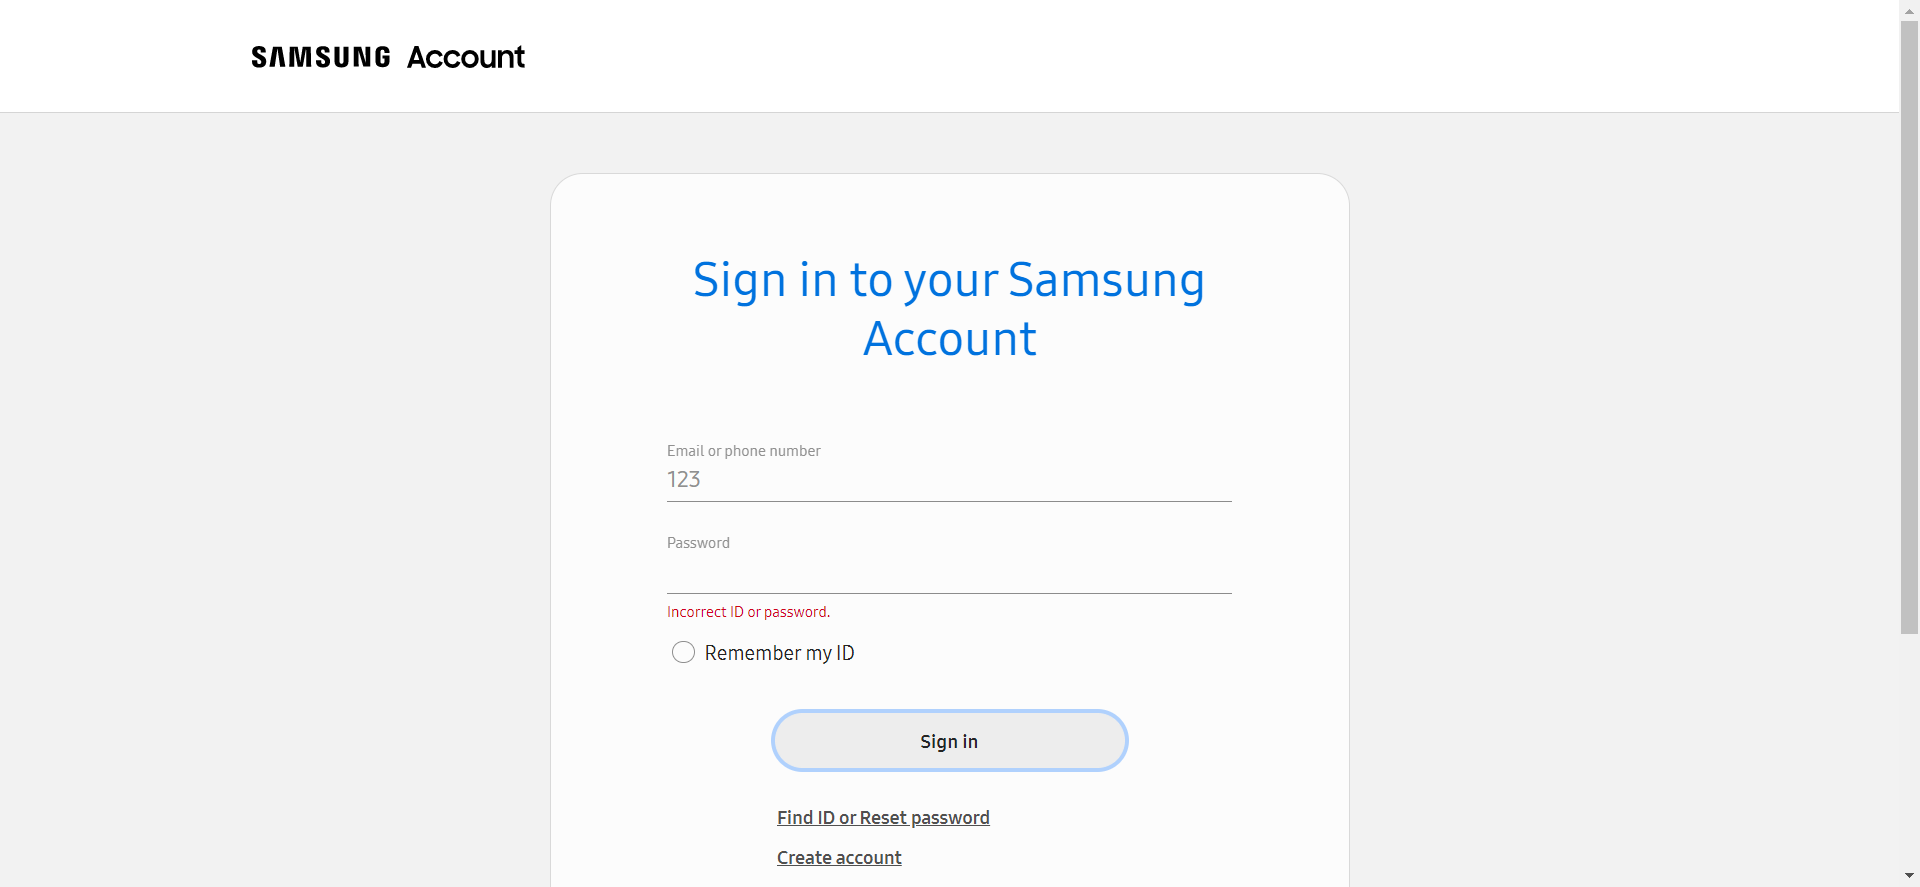 SAMSUNG Account
Sign in to your Samsung
Account
Email or phone number
123
Password
Incorrect ID or password.
Remember my ID
Sign in
Find ID or Reset password
Create account